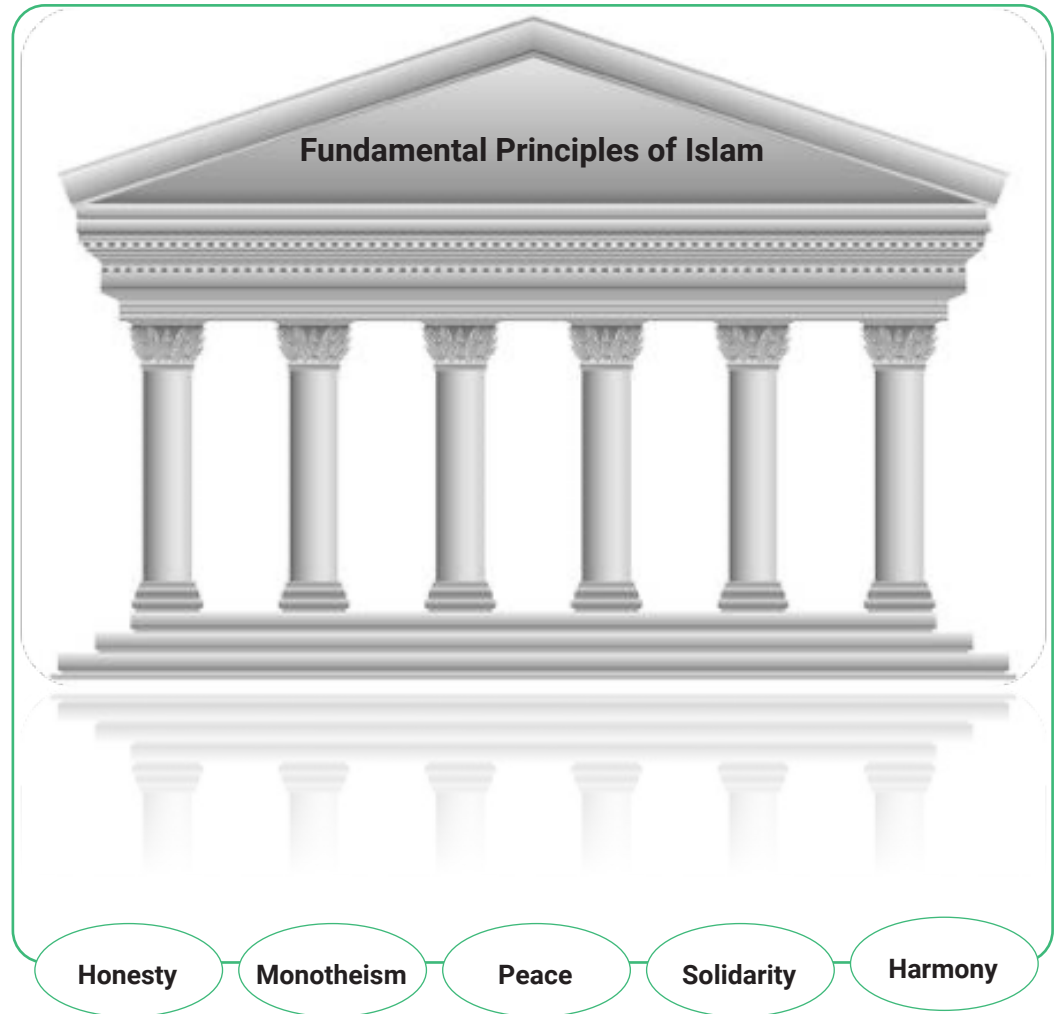 Fundamental Principles of Islam
Honesty
Monotheism
Peace
Solidarity
Harmony